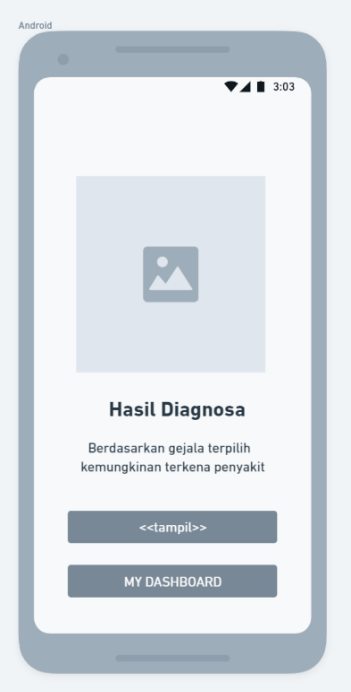 Android
3:03
Hasil Diagnosa
Berdasarkan gejala terpilih
kemungkinan terkena penyakit
<<tampil>>
MY DASHBOARD